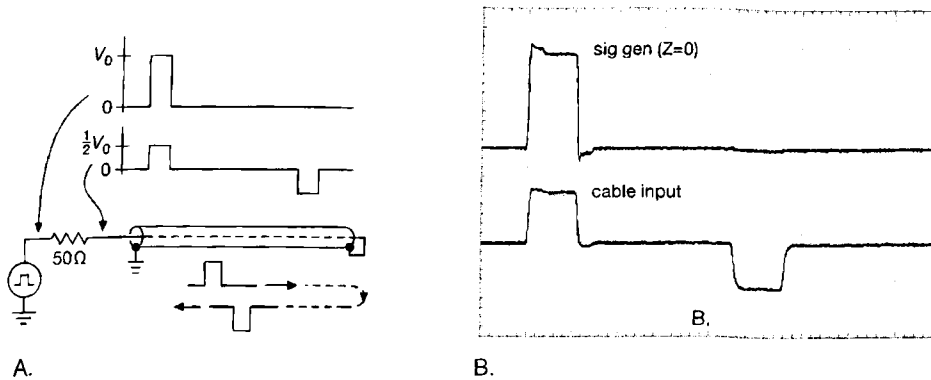 V₀
0
½V₀
0
50Ω
A.
sig gen (Z=0)
cable input
B.
B.